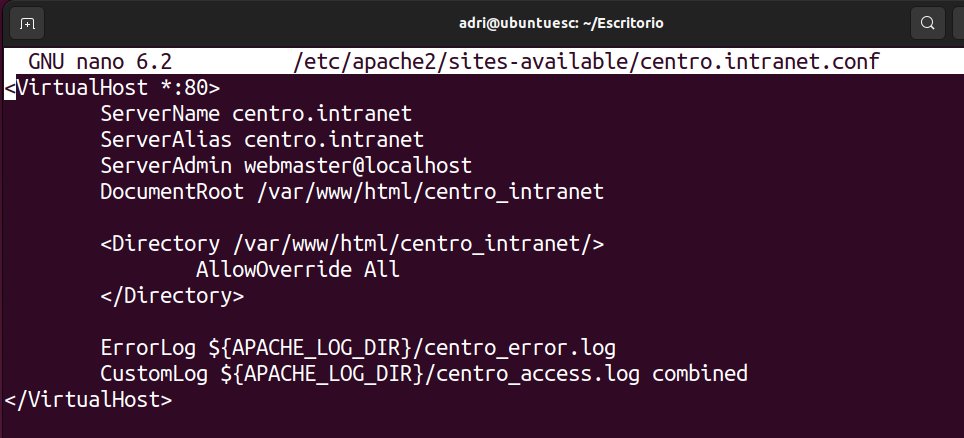 adri@ubuntuesc: ~/Escritorio
GNU nano 6.2 /etc/apache2/sites-available/centro.intranet.conf
<VirtualHost *:80>
ServerName centro.intranet
ServerAlias centro.intranet
ServerAdmin webmaster@localhost
DocumentRoot /var/www/html/centro_intranet
<Directory /var/www/html/centro_intranet/>
AllowOverride All
</Directory>
ErrorLog ${APACHE_LOG_DIR}/centro_error.log
CustomLog ${APACHE_LOG_DIR}/centro_access.log combined
</VirtualHost>